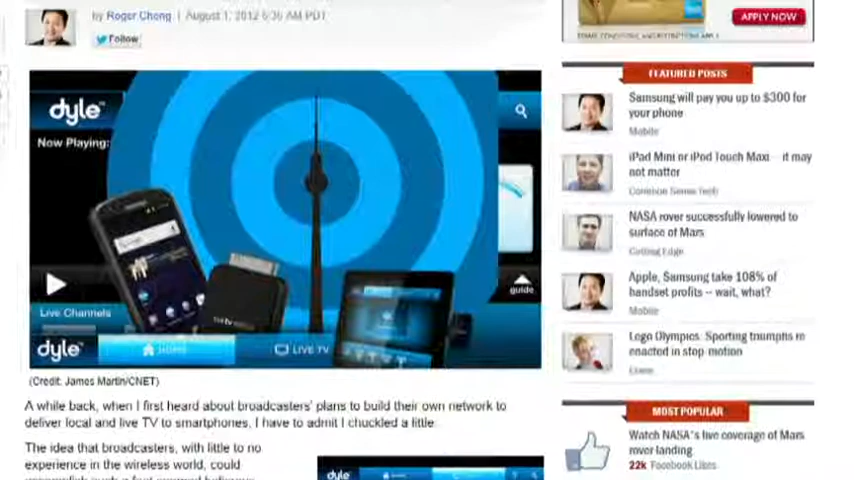 by Roger Cheng | August 1, 2012 6:36 AM PDT
Follow
dyle™
Now Playing:
guide
Live Channels
dyle™
HOME
LIVE TV
(Credit: James Martin/CNET)
A while back, when I first heard about broadcasters' plans to build their own network to
deliver local and live TV to smartphones, I have to admit I chuckled a little.
The idea that broadcasters, with little to no
experience in the wireless world, could
dyle
APPLY NOW
FEATURED POSTS
Samsung will pay you up to $300 for
your phone
Mobile
iPad Mini or iPod Touch Maxi -- it may
not matter
Common Sense Tech
NASA rover successfully lowered to
surface of Mars
Cutting Edge
Apple, Samsung take 108% of
handset profits -- wait, what?
Mobile
Lego Olympics: Sporting triumphs re
enacted in stop-motion
Crave
MOST POPULAR
Watch NASA's live coverage of Mars
rover landing
22k Facebook Likes